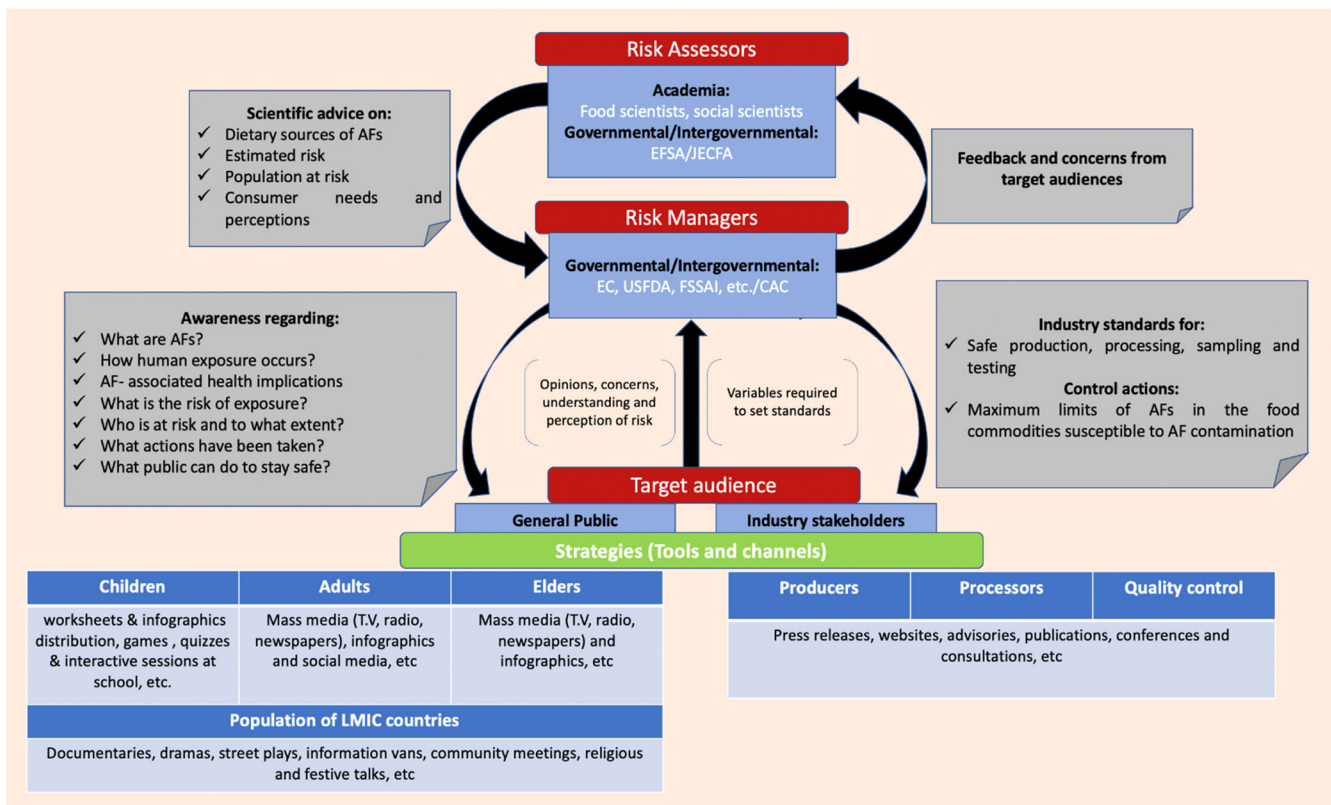 Risk Assessors
Academia:
Food scientists, social scientists
Governmental/Intergovernmental:
EFSA/JECFA
Scientific advice on:
✓ Dietary sources of AFs
✓ Estimated risk
✓ Population at risk
✓ Consumer needs and
perceptions
Feedback and concerns from
target audiences
Risk Managers
Governmental/Intergovernmental:
EC, USFDA, FSSAI, etc./CAC
Awareness regarding:
✓ What are AFs?
✓ How human exposure occurs?
✓ AF- associated health implications
✓ What is the risk of exposure?
✓ Who is at risk and to what extent?
✓ What actions have been taken?
✓ What public can do to stay safe?
Opinions, concerns,
understanding and
perception of risk
Variables required
to set standards
Industry standards for:
✓ Safe production, processing, sampling and
testing
Control actions:
✓ Maximum limits of AFs in the food
commodities susceptible to AF contamination
Target audience
General Public
Industry stakeholders
Strategies (Tools and channels)
Children
Adults
Elders
worksheets & infographics
distribution, games , quizzes
& interactive sessions at
school, etc.
Mass media (T.V, radio,
newspapers), infographics
and social media, etc
Mass media (T.V, radio,
newspapers) and
infographics, etc
Population of LMIC countries
Documentaries, dramas, street plays, information vans, community meetings, religious
and festive talks, etc
Producers
Processors
Quality control
Press releases, websites, advisories, publications, conferences and
consultations, etc